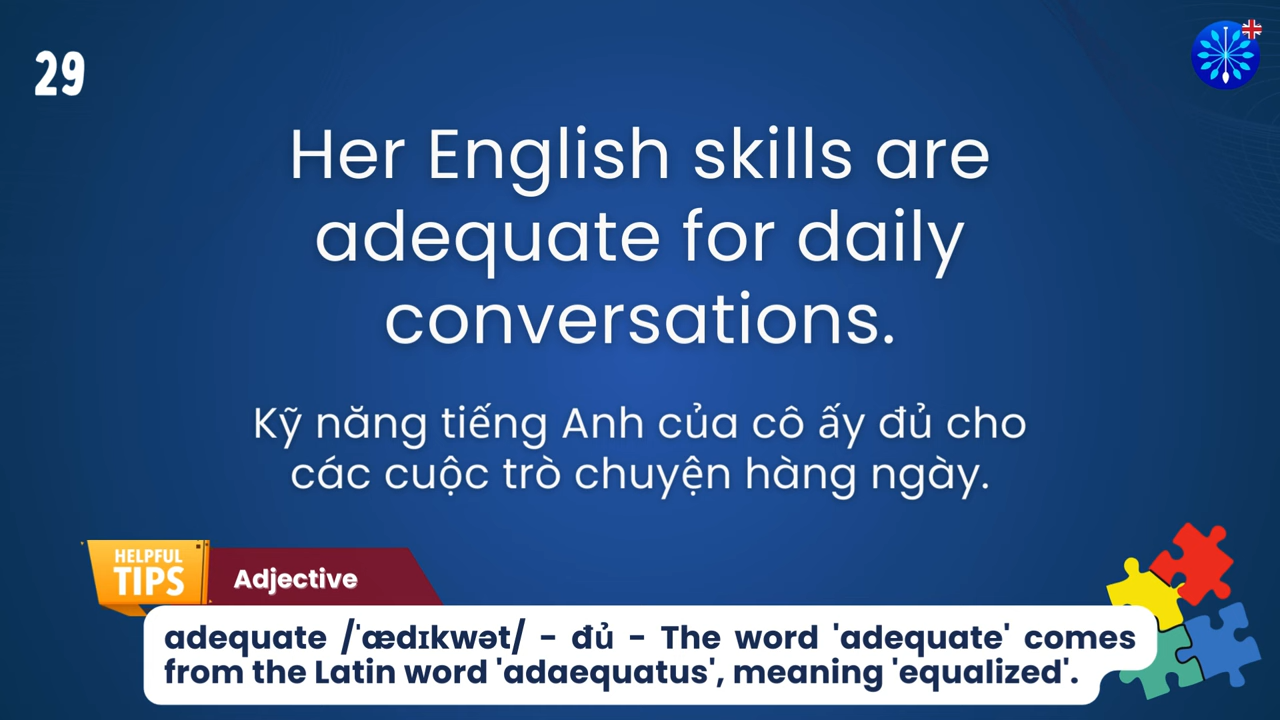 29
Her English skills are
adequate for daily
conversations.
Kỹ năng tiếng Anh của cô ấy đủ cho
các cuộc trò chuyện hàng ngày.
HELPFUL
TIPS
Adjective
adequate /ˈædɪkwət/ - đủ - The word 'adequate' comes
from the Latin word 'adaequatus', meaning 'equalized'.